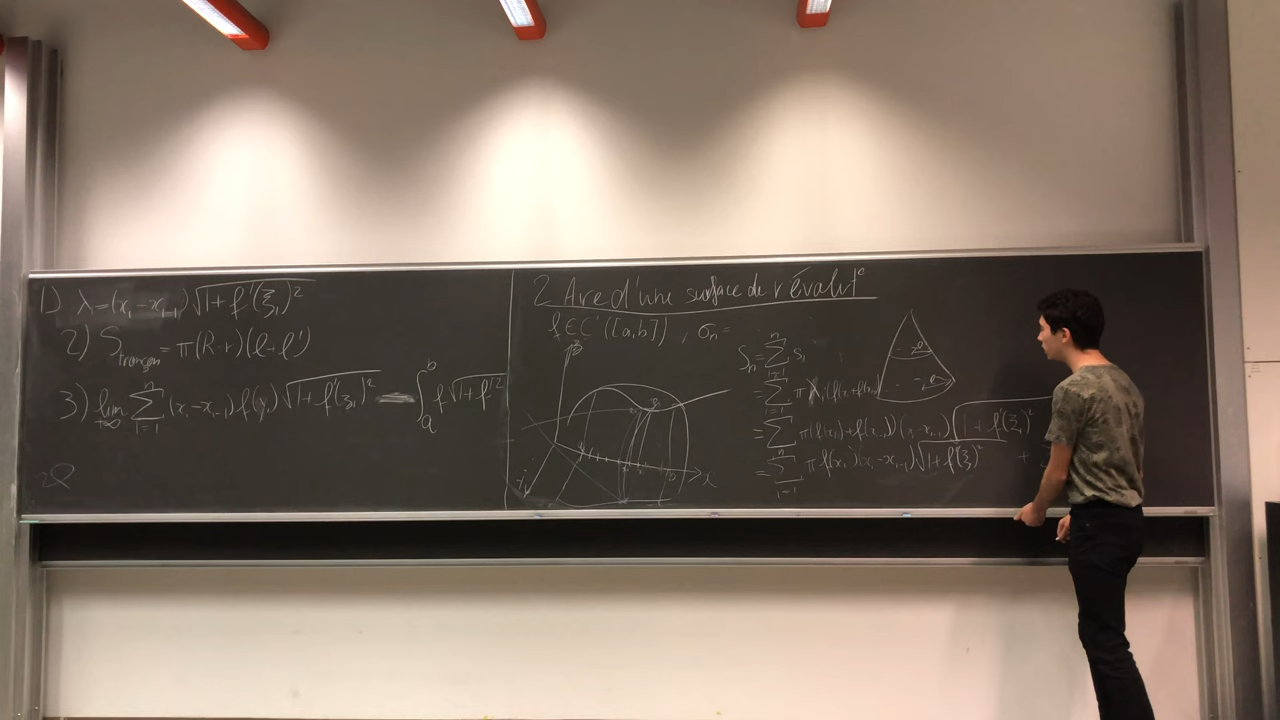 1) λ=(x_i-x_{i-1})√(1+f'(ξ_i)²)
2) S_tronçon=π(R+r)(l+l')
3) lim_{+∞} Σ_{i=1}^{n} (x_i-x_{i-1})f(x_i)√(1+f'(ξ_i)²) = ∫_a^b f√(1+f'²)
2 Aire d'une surface de révolut°
f∈C¹([a,b]), σ_n=
S_n=Σ_{i=1}^{n} s_i
=Σ_{i=1}^{n} π
=Σ π(f(x_i)+f(x_{i-1}))(x_i-x_{i-1})√(1+f'(ξ_i)²)
=Σ_{i=1}^{n} π f(x_i)(x_i-x_{i-1})√(1+f'(ξ_i)²) +
x